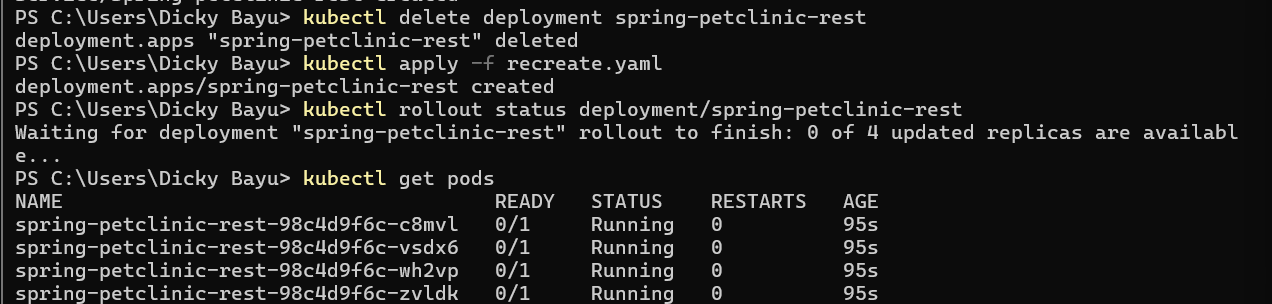 PS C:\Users\Dicky Bayu> kubectl delete deployment spring-petclinic-rest
deployment.apps "spring-petclinic-rest" deleted
PS C:\Users\Dicky Bayu> kubectl apply -f recreate.yaml
deployment.apps/spring-petclinic-rest created
PS C:\Users\Dicky Bayu> kubectl rollout status deployment/spring-petclinic-rest
Waiting for deployment "spring-petclinic-rest" rollout to finish: 0 of 4 updated replicas are availabl
e...
PS C:\Users\Dicky Bayu> kubectl get pods
NAME READY STATUS RESTARTS AGE
spring-petclinic-rest-98c4d9f6c-c8mvl 0/1 Running 0 95s
spring-petclinic-rest-98c4d9f6c-vsdx6 0/1 Running 0 95s
spring-petclinic-rest-98c4d9f6c-wh2vp 0/1 Running 0 95s
spring-petclinic-rest-98c4d9f6c-zvldk 0/1 Running 0 95s